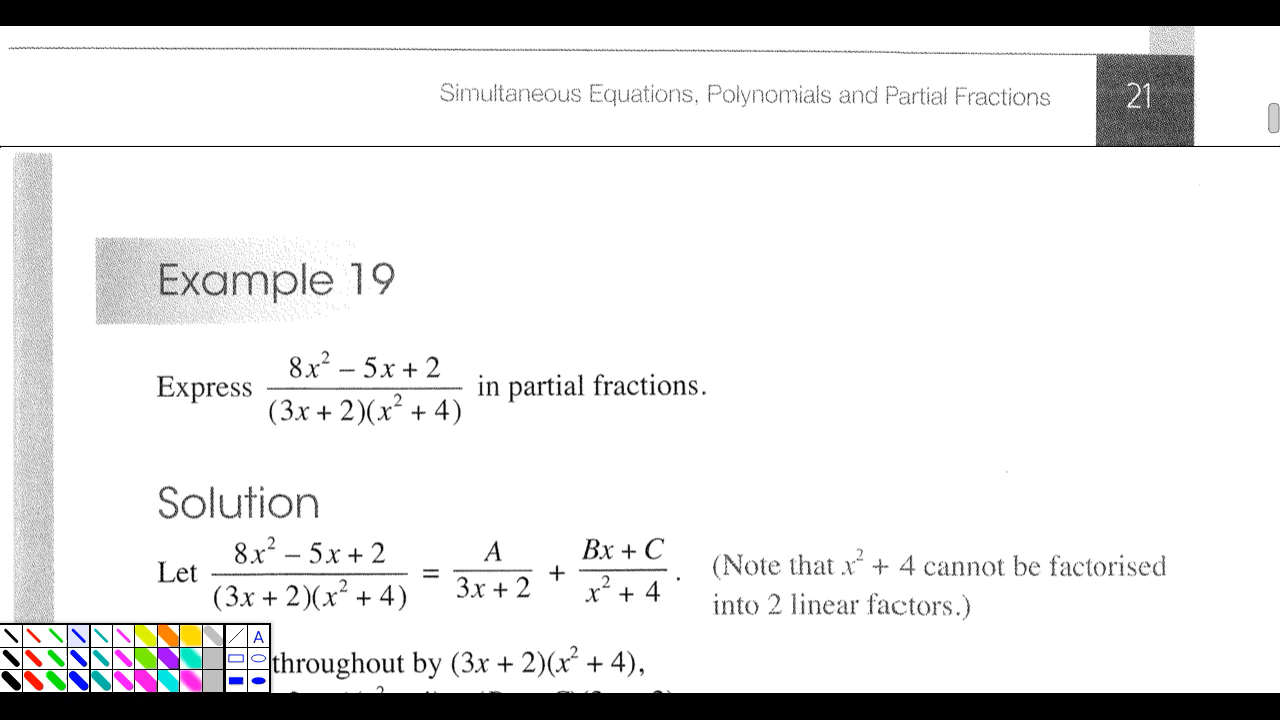 Simultaneous Equations, Polynomials and Partial Fractions 21
Example 19
Express (8x² – 5x + 2)/((3x + 2)(x² + 4)) in partial fractions.
Solution
Let (8x² – 5x + 2)/((3x + 2)(x² + 4)) = A/(3x + 2) + (Bx + C)/(x² + 4). (Note that x² + 4 cannot be factorised
into 2 linear factors.)
throughout by (3x + 2)(x² + 4),
A